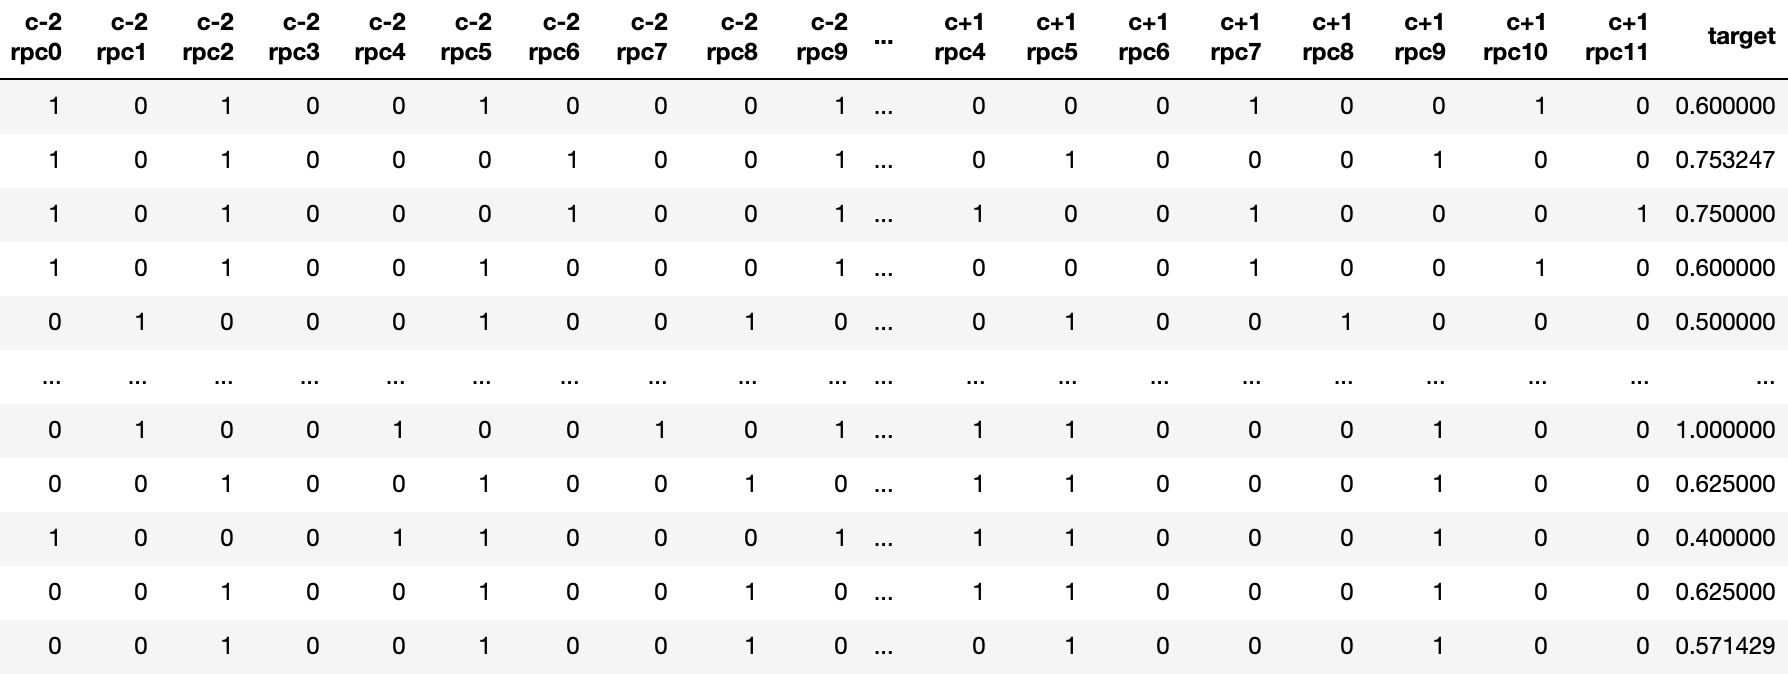 c-2 c-2 c-2 c-2 c-2 c-2 c-2 c-2 c-2 c-2 ... c+1 c+1 c+1 c+1 c+1 c+1 c+1 c+1 target
rpc0 rpc1 rpc2 rpc3 rpc4 rpc5 rpc6 rpc7 rpc8 rpc9 rpc4 rpc5 rpc6 rpc7 rpc8 rpc9 rpc10 rpc11
1 0 1 0 0 1 0 0 0 1 ... 0 0 0 1 0 0 1 0 0.600000
1 0 1 0 0 0 1 0 0 1 ... 0 1 0 0 0 1 0 0 0.753247
1 0 1 0 0 0 1 0 0 1 ... 1 0 0 1 0 0 0 1 0.750000
1 0 1 0 0 1 0 0 0 1 ... 0 0 0 1 0 0 1 0 0.600000
0 1 0 0 0 1 0 0 1 0 ... 0 1 0 0 1 0 0 0 0.500000
... ... ... ... ... ... ... ... ... ... ... ... ... ... ... ... ... ... ... ...
0 1 0 0 1 0 0 1 0 1 ... 1 1 0 0 0 1 0 0 1.000000
0 0 1 0 0 1 0 0 1 0 ... 1 1 0 0 0 1 0 0 0.625000
1 0 0 0 1 1 0 0 0 1 ... 1 1 0 0 0 1 0 0 0.400000
0 0 1 0 0 1 0 0 1 0 ... 1 1 0 0 0 1 0 0 0.625000
0 0 1 0 0 1 0 0 1 0 ... 0 1 0 0 0 1 0 0 0.571429